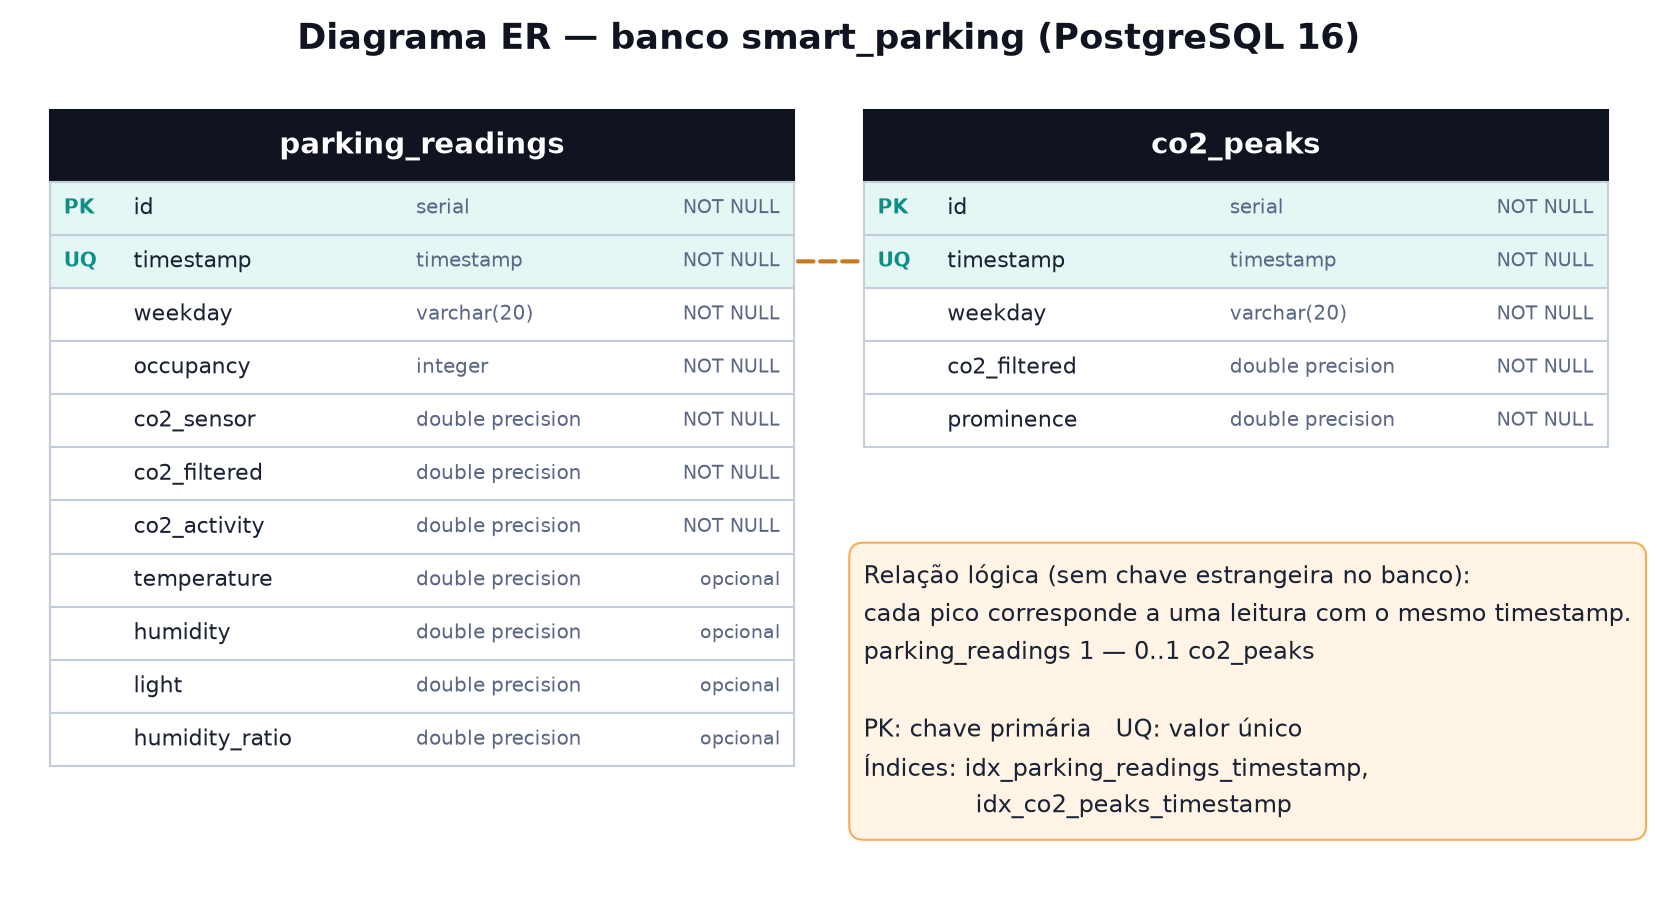 Diagrama ER — banco smart_parking (PostgreSQL 16)
parking_readings
PK id serial NOT NULL
UQ timestamp timestamp NOT NULL
weekday varchar(20) NOT NULL
occupancy integer NOT NULL
co2_sensor double precision NOT NULL
co2_filtered double precision NOT NULL
co2_activity double precision NOT NULL
temperature double precision opcional
humidity double precision opcional
light double precision opcional
humidity_ratio double precision opcional
co2_peaks
PK id serial NOT NULL
UQ timestamp timestamp NOT NULL
weekday varchar(20) NOT NULL
co2_filtered double precision NOT NULL
prominence double precision NOT NULL
Relação lógica (sem chave estrangeira no banco):
cada pico corresponde a uma leitura com o mesmo timestamp.
parking_readings 1 — 0..1 co2_peaks
PK: chave primária UQ: valor único
Índices: idx_parking_readings_timestamp,
idx_co2_peaks_timestamp